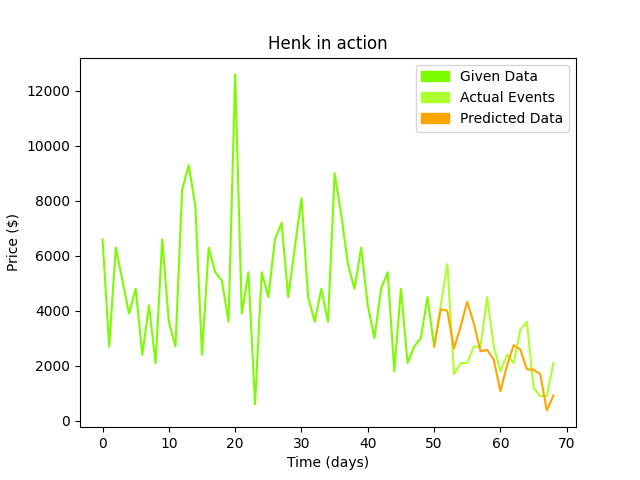 Henk in action
Given Data
Actual Events
Predicted Data
12000
10000
8000
6000
4000
2000
0
Price ($)
0 10 20 30 40 50 60 70
Time (days)